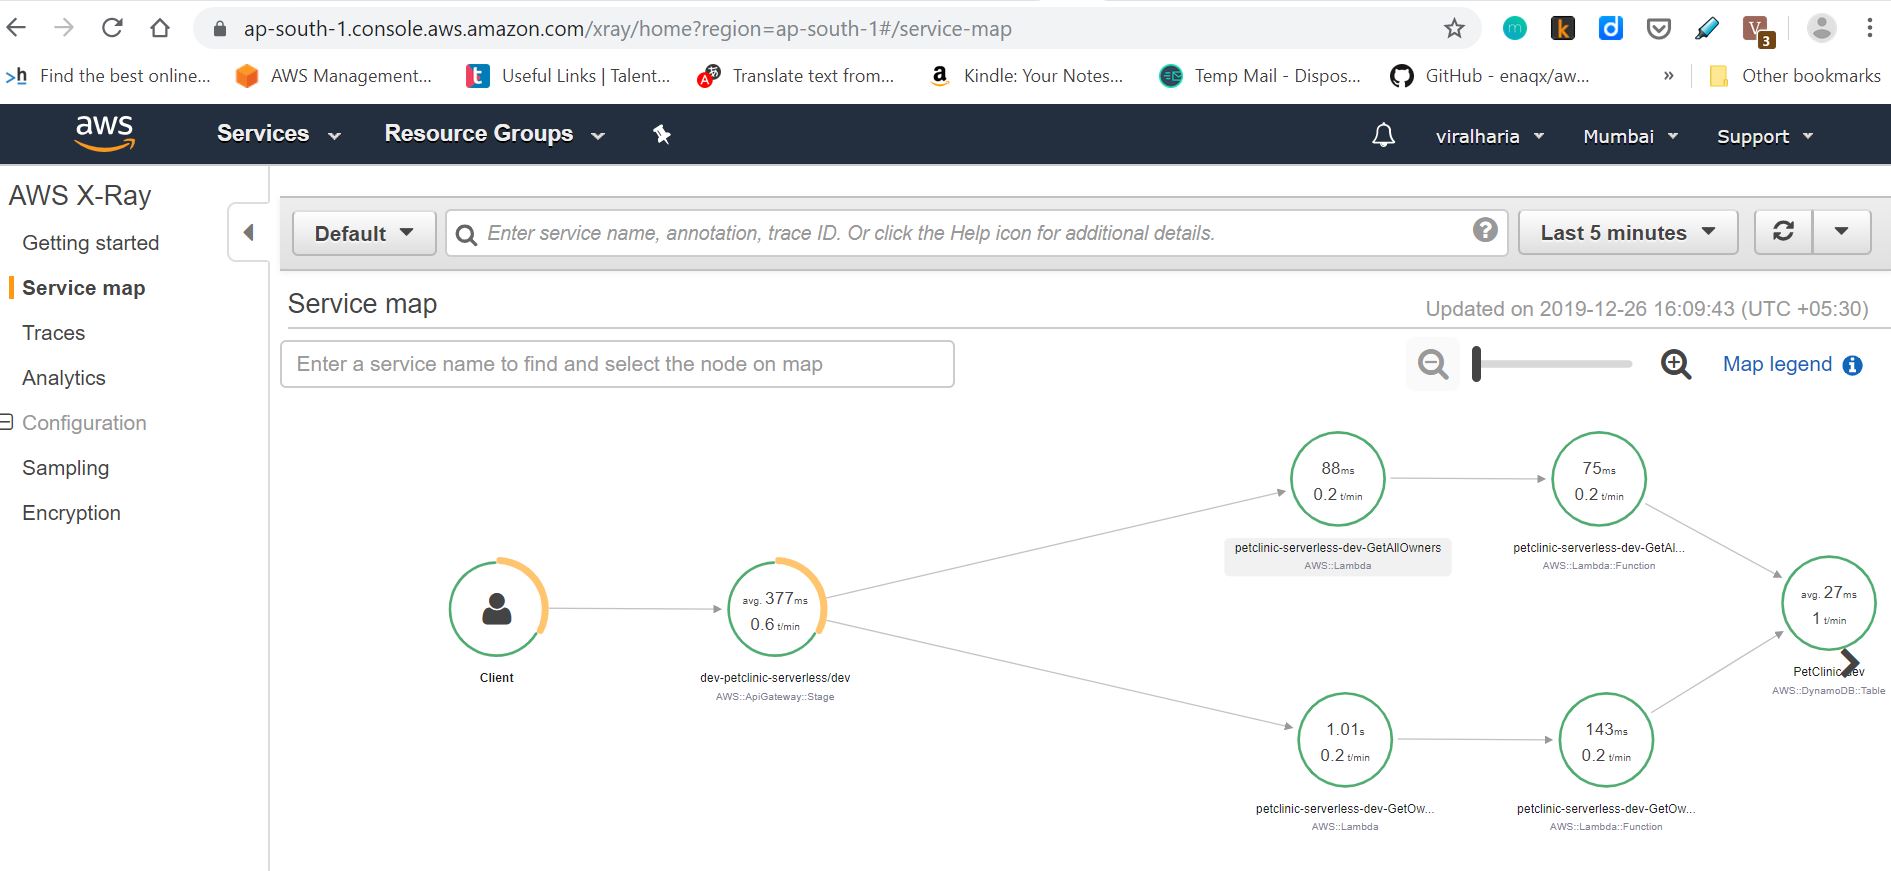 ap-south-1.console.aws.amazon.com/xray/home?region=ap-south-1#/service-map
m k d V 3
Find the best online... AWS Management... Useful Links | Talent... Translate text from... Kindle: Your Notes... Temp Mail - Dispos... GitHub - enaqx/aw... » Other bookmarks
aws Services Resource Groups viralharia Mumbai Support
AWS X-Ray
Getting started
Service map
Traces
Analytics
Configuration
Sampling
Encryption
Default Enter service name, annotation, trace ID. Or click the Help icon for additional details. ? Last 5 minutes
Service map
Updated on 2019-12-26 16:09:43 (UTC +05:30)
Enter a service name to find and select the node on map
Map legend i
88ms
0.2 t/min
petclinic-serverless-dev-GetAllOwners
AWS::Lambda
75ms
0.2 t/min
petclinic-serverless-dev-GetAl...
AWS::Lambda::Function
Client
avg. 377ms
0.6 t/min
dev-petclinic-serverless/dev
AWS::ApiGateway::Stage
avg. 27ms
1 t/min
PetClinic-dev
AWS::DynamoDB::Table
1.01s
0.2 t/min
petclinic-serverless-dev-GetOw...
AWS::Lambda
143ms
0.2 t/min
petclinic-serverless-dev-GetOw...
AWS::Lambda::Function